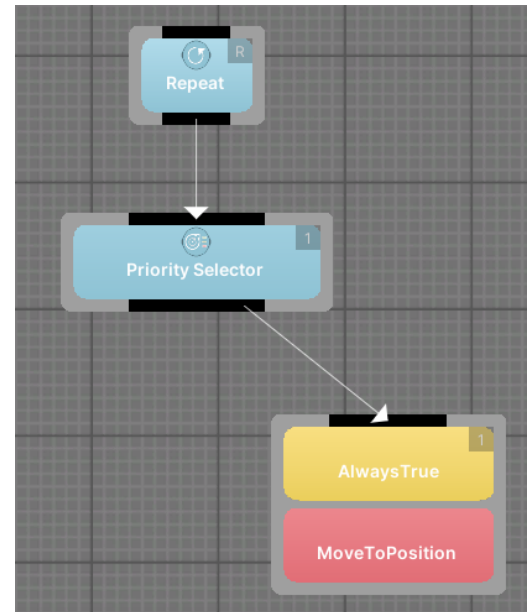 R
Repeat
1
Priority Selector
1
AlwaysTrue
MoveToPosition